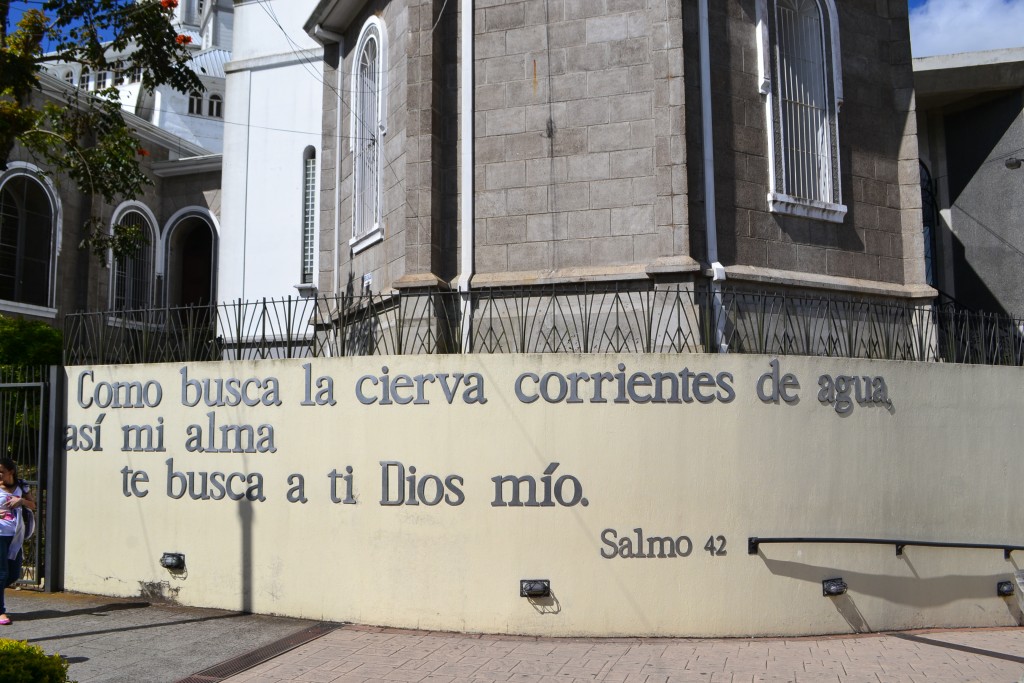 Como busca la cierva corrientes de agua,
así mi alma
te busca a ti Dios mío.
Salmo 42